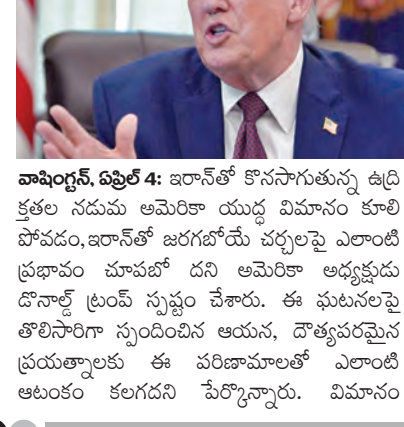 వాషింగ్టన్, ఏప్రిల్ 4: ఇరాన్‌తో కొనసాగుతున్న ఉద్రి
క్తతల నడుమ అమెరికా యుద్ధ విమానం కూలి
పోవడం,ఇరాన్‌తో జరగబోయే చర్చలపై ఎలాంటి
ప్రభావం చూపబో దని అమెరికా అధ్యక్షుడు
డొనాల్డ్ ట్రంప్ స్పష్టం చేశారు. ఈ ఘటనలపై
తొలిసారిగా స్పందించిన ఆయన, దౌత్యపరమైన
ప్రయత్నాలకు ఈ పరిణామాలతో ఎలాంటి
ఆటంకం కలగదని పేర్కొన్నారు. విమానం